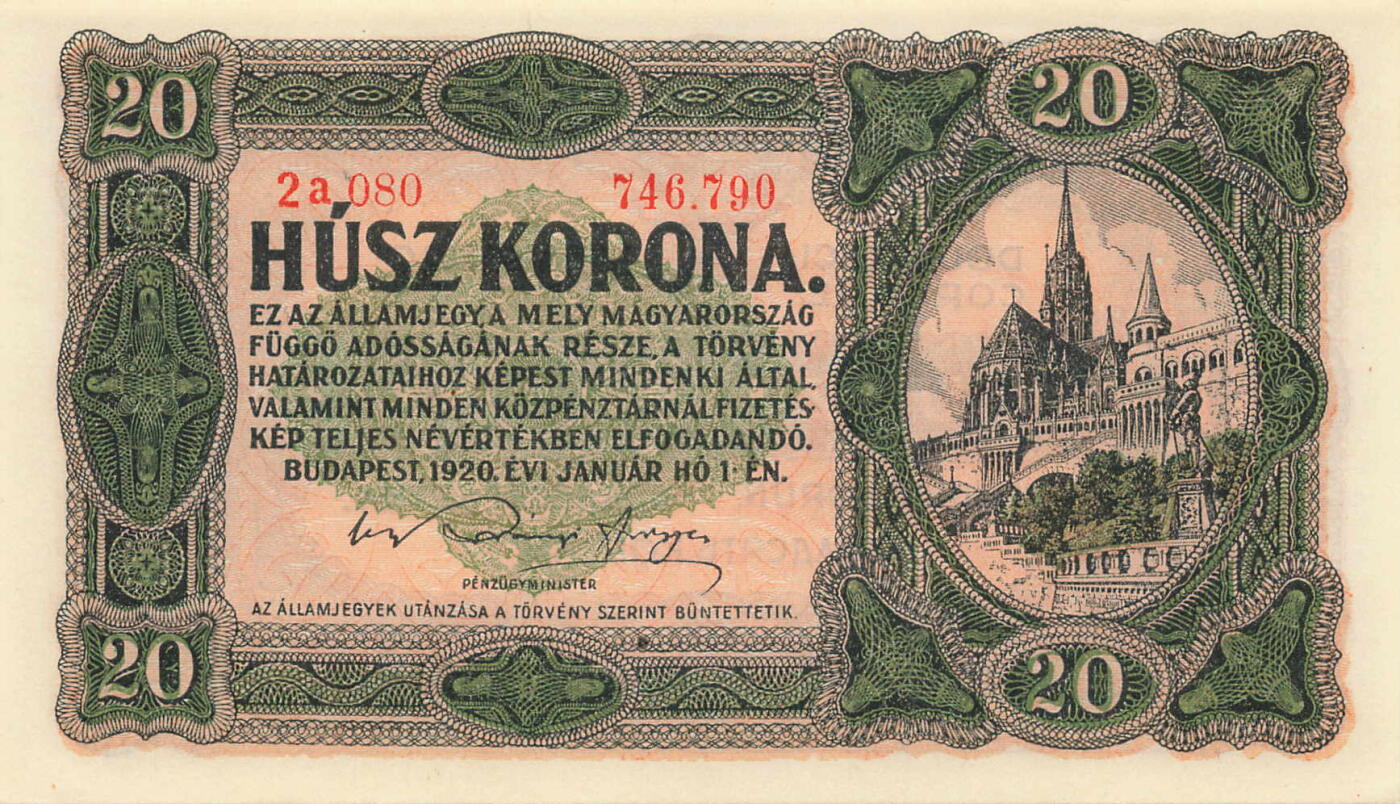 20
20
2a.080 746.790
HÚSZ KORONA.
EZ AZ ÁLLAMJEGY, A MELY MAGYARORSZÁG
FÜGGŐ ADÓSSÁGÁNAK RÉSZE, A TÖRVÉNY
HATÁROZATAIHOZ KÉPEST MINDENKI ÁLTAL,
VALAMINT MINDEN KÖZPÉNZTÁRNÁL FIZETÉS-
KÉP TELJES NÉVÉRTÉKBEN ELFOGADANDÓ.
BUDAPEST, 1920. ÉVI JANUÁR HÓ 1-ÉN.
PÉNZÜGYMINISTER
AZ ÁLLAMJEGYEK UTÁNZÁSA A TÖRVÉNY SZERINT BÜNTETTETIK.
20
20